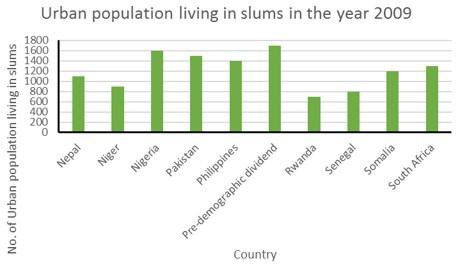 Urban population living in slums in the year 2009
No. of Urban population living in slums
1800
1600
1400
1200
1000
800
600
400
200
0
Nepal
Niger
Nigeria
Pakistan
Philippines
Pre-demographic dividend
Rwanda
Senegal
Somalia
South Africa
Country